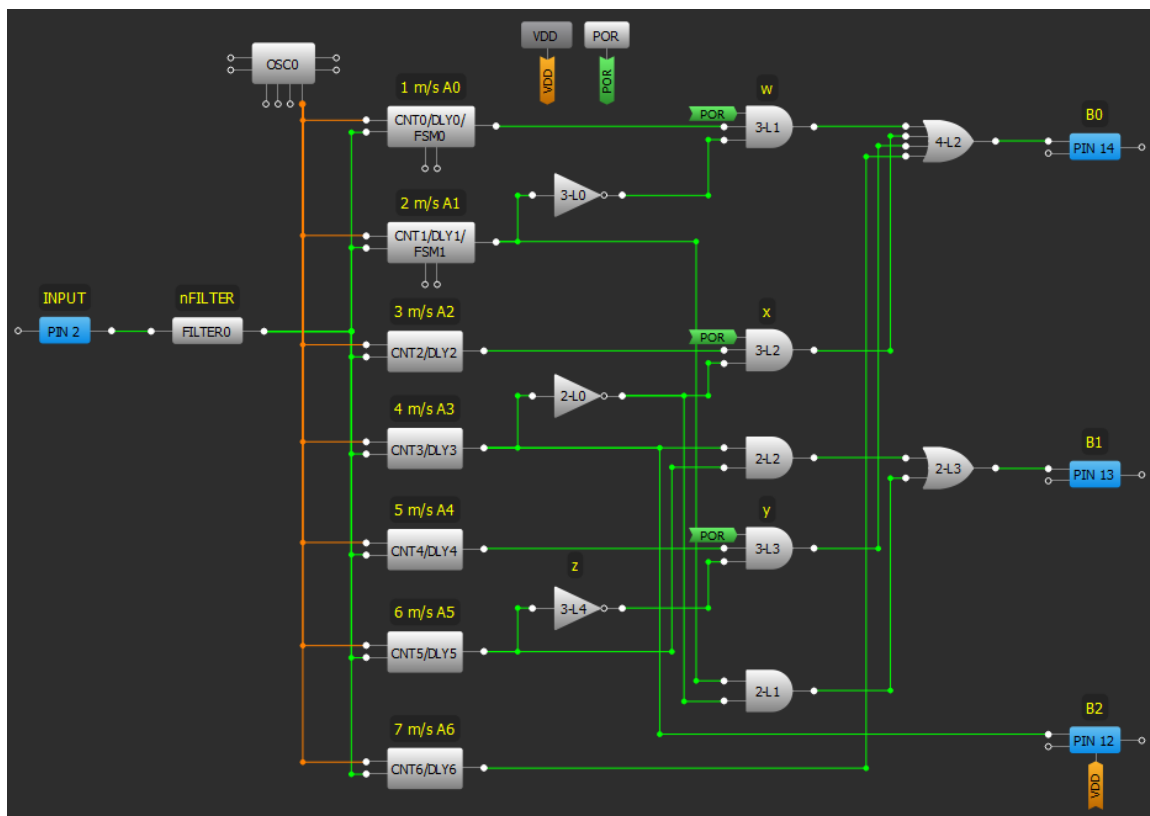 OSC0
VDD
POR
VDD
POR
1 m/s A0
CNT0/DLY0/
FSM0
POR
w
3-L1
4-L2
B0
PIN 14
3-L0
2 m/s A1
CNT1/DLY1/
FSM1
INPUT
PIN 2
nFILTER
FILTER0
3 m/s A2
CNT2/DLY2
POR
x
3-L2
2-L0
4 m/s A3
CNT3/DLY3
2-L2
2-L3
B1
PIN 13
5 m/s A4
CNT4/DLY4
POR
y
3-L3
z
3-L4
6 m/s A5
CNT5/DLY5
2-L1
7 m/s A6
CNT6/DLY6
B2
PIN 12
VDD